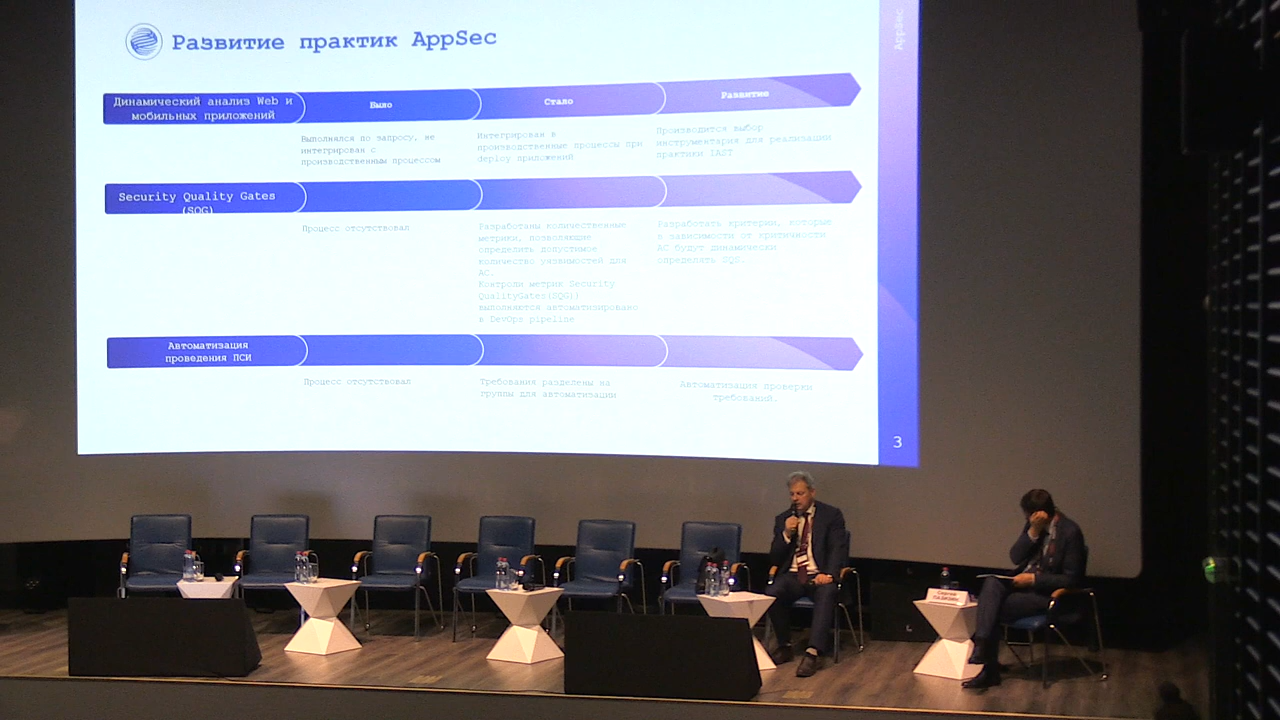 Развитие практик AppSec
AppSec
Динамический анализ Web и
мобильных приложений
Было
Стало
Развитие
Выполнялся по запросу, не
интегрирован с
производственным процессом
Интегрирован в
производственные процессы при
deploy приложений
Производится выбор
инструментария для реализации
практики IAST
Security Quality Gates
(SQG)
Процесс отсутствовал
Разработаны количественные
метрики, позволяющие
определить допустимое
количество уязвимостей для
АС.
Контроли метрик Security
QualityGates(SQG))
выполняются автоматизировано
в DevOps pipeline
Разработать критерии, которые
в зависимости от критичности
АС будут динамически
определять SQG.
Автоматизация
проведения ПСИ
Процесс отсутствовал
Требования разделены на
группы для автоматизации
Автоматизация проверки
требований.
3
Сергей